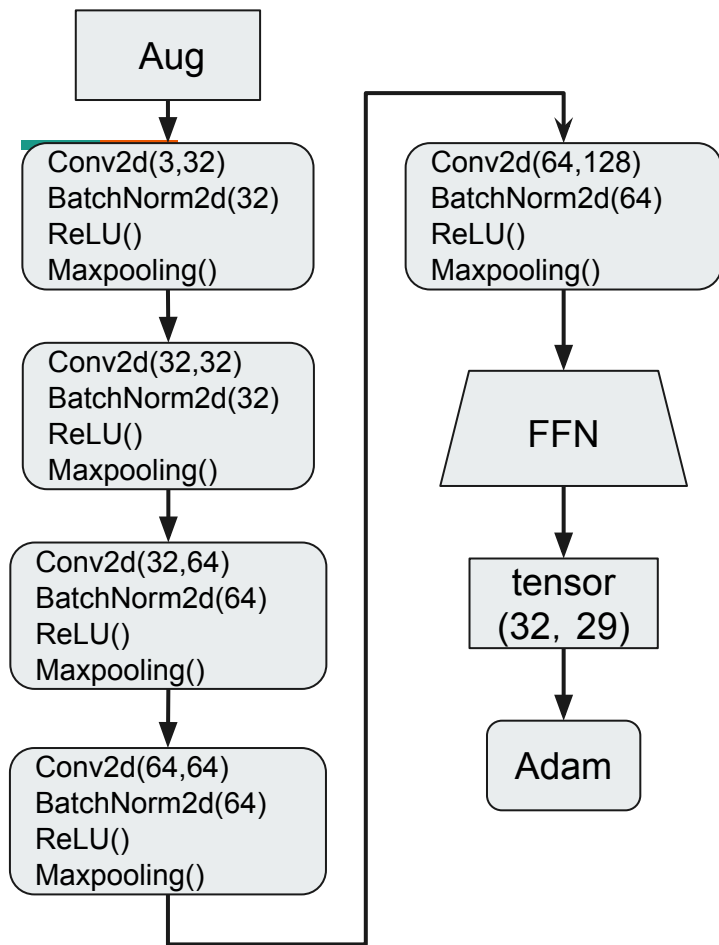 Aug
Conv2d(3,32)
BatchNorm2d(32)
ReLU()
Maxpooling()
Conv2d(32,32)
BatchNorm2d(32)
ReLU()
Maxpooling()
Conv2d(32,64)
BatchNorm2d(64)
ReLU()
Maxpooling()
Conv2d(64,64)
BatchNorm2d(64)
ReLU()
Maxpooling()
Conv2d(64,128)
BatchNorm2d(64)
ReLU()
Maxpooling()
FFN
tensor
(32, 29)
Adam